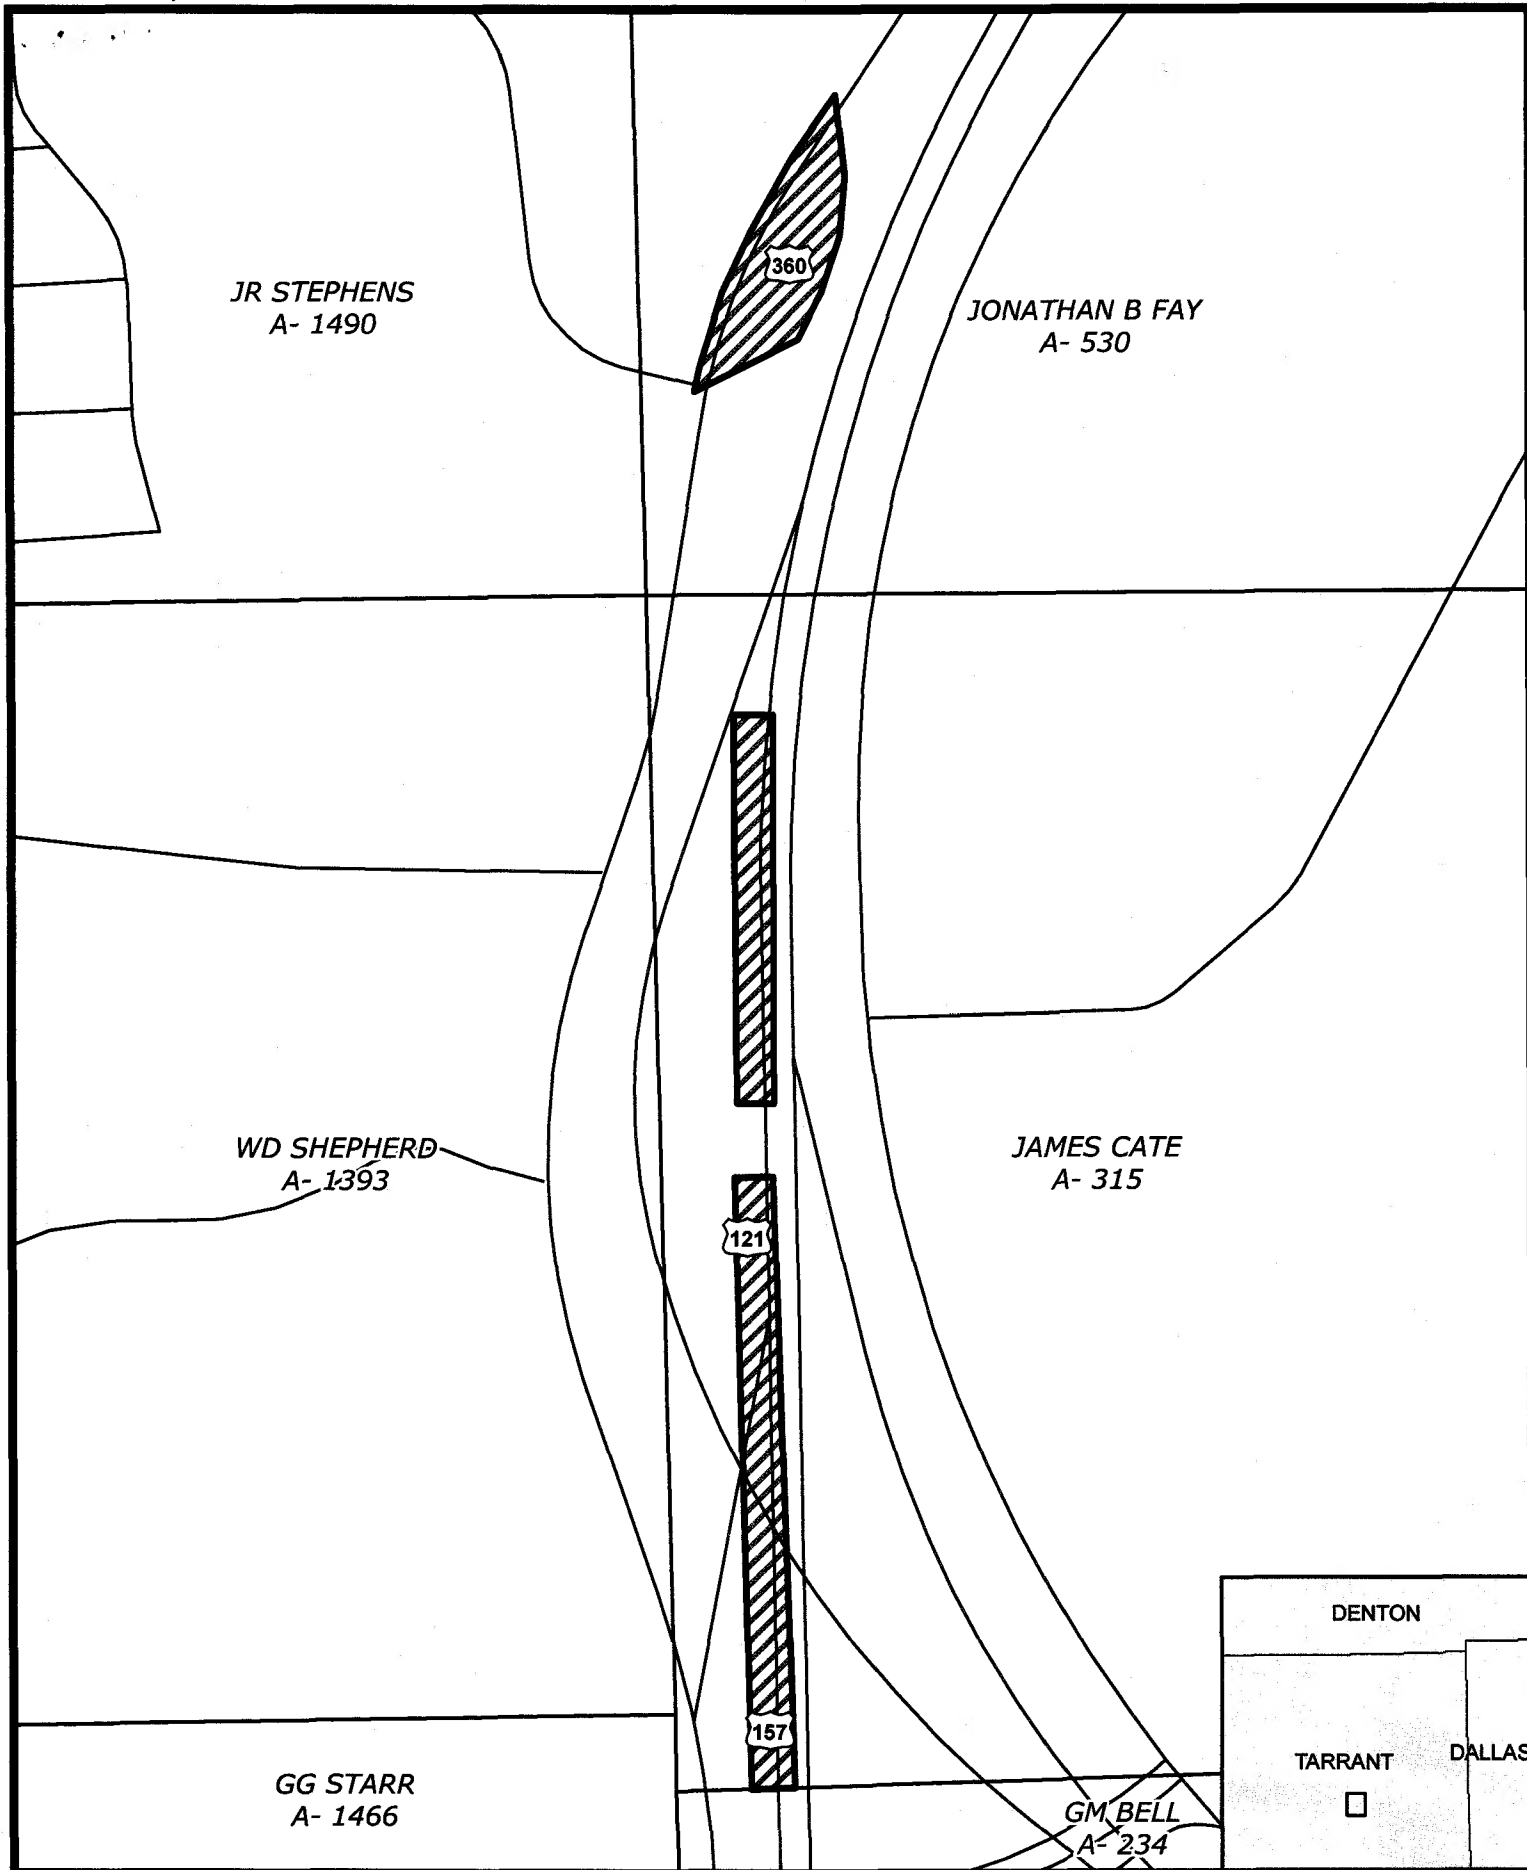 360
JR STEPHENS
A- 1490
JONATHAN B FAY
A- 530
WD SHEPHERD
A- 1393
JAMES CATE
A- 315
121
157
GG STARR
A- 1466
GM BELL
A- 234
DENTON
TARRANT
DALLAS